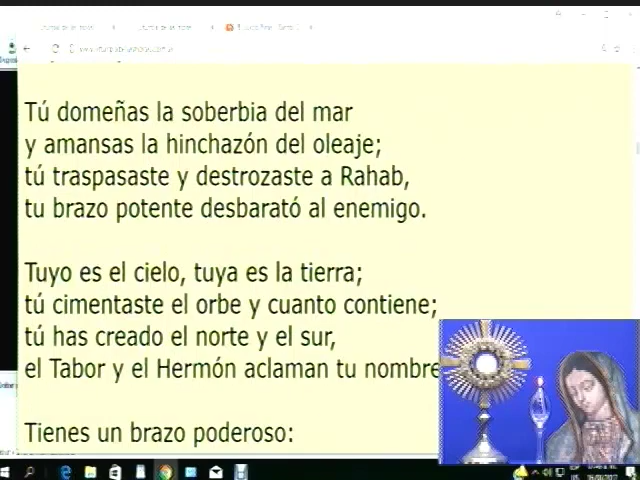 Tú domeñas la soberbia del mar
y amansas la hinchazón del oleaje;
tú traspasaste y destrozaste a Rahab,
tu brazo potente desbarató al enemigo.
Tuyo es el cielo, tuya es la tierra;
tú cimentaste el orbe y cuanto contiene;
tú has creado el norte y el sur,
el Tabor y el Hermón aclaman tu nombre
Tienes un brazo poderoso: